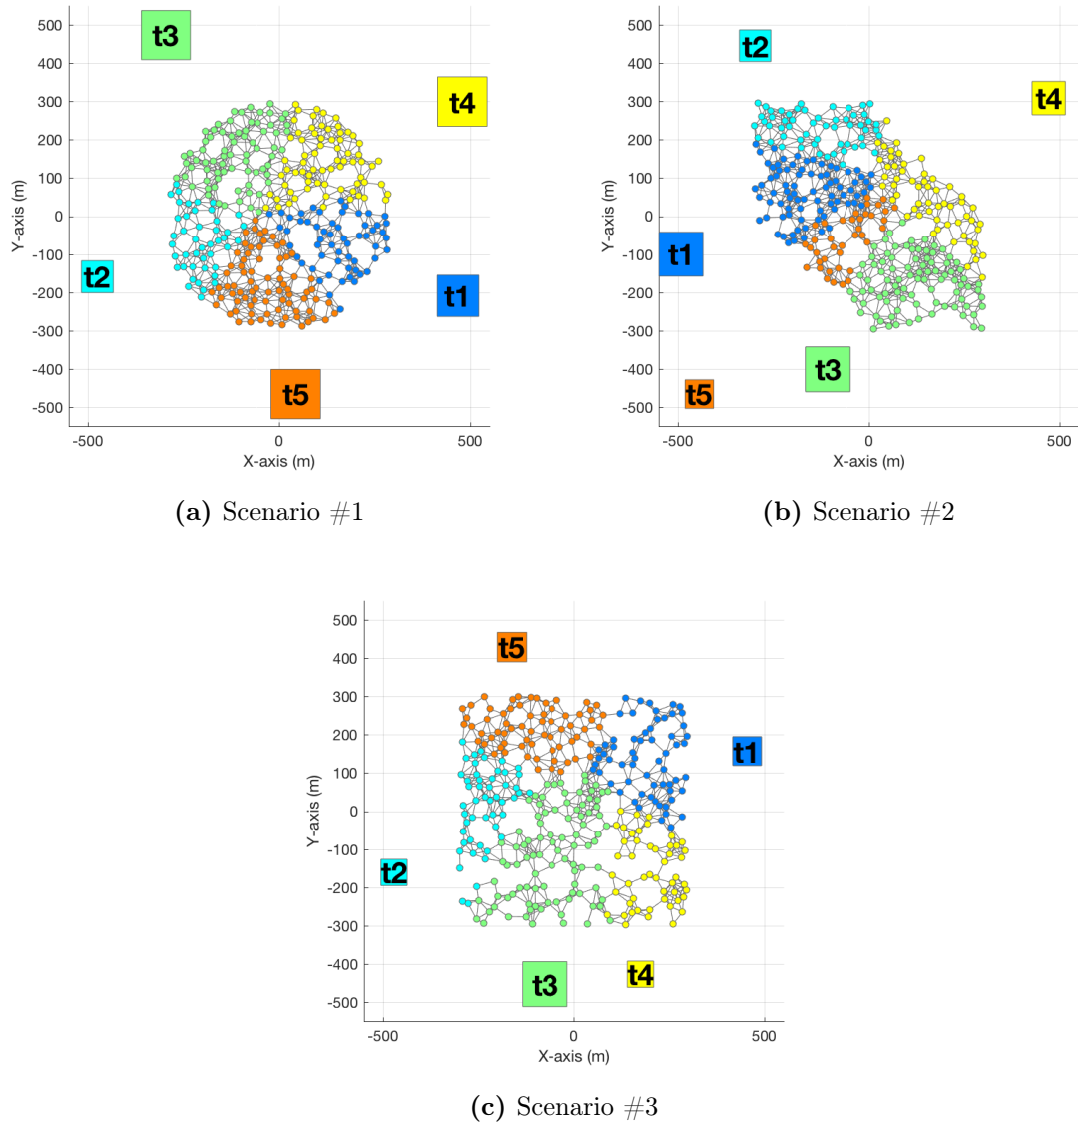 500
400
300
200
100
0
-100
-200
-300
-400
-500
Y-axis (m)
-500 0 500
X-axis (m)
t3
t4
t2
t1
t5
(a) Scenario #1
500
400
300
200
100
0
-100
-200
-300
-400
-500
Y-axis (m)
-500 0 500
X-axis (m)
t2
t4
t1
t3
t5
(b) Scenario #2
500
400
300
200
100
0
-100
-200
-300
-400
-500
Y-axis (m)
-500 0 500
X-axis (m)
t5
t1
t2
t3
t4
(c) Scenario #3